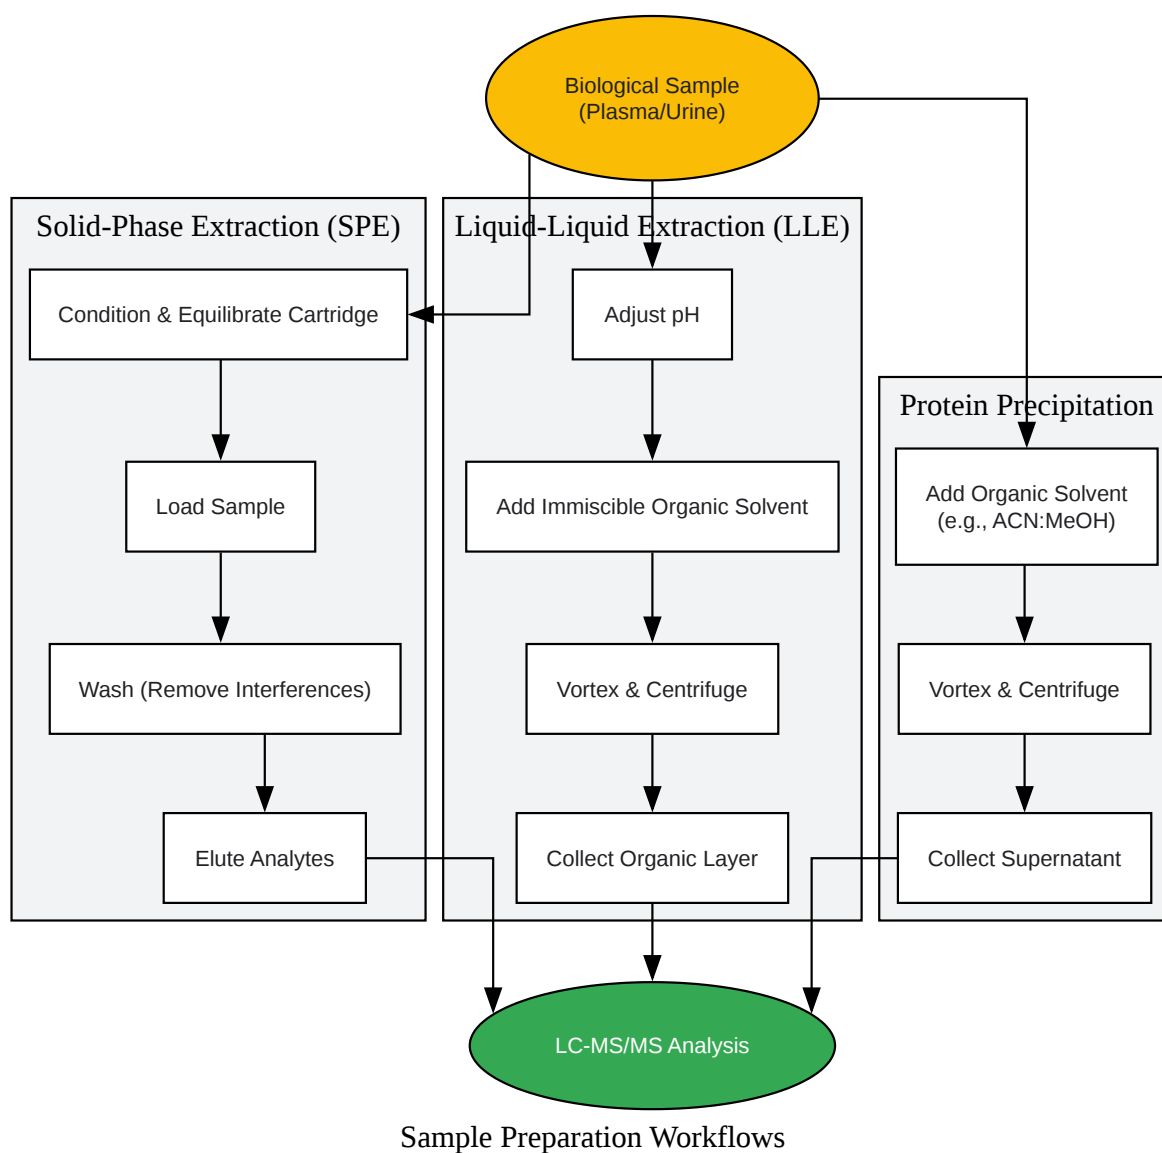 Biological Sample
(Plasma/Urine)
Solid-Phase Extraction (SPE)
Condition & Equilibrate Cartridge
Load Sample
Wash (Remove Interferences)
Elute Analytes
Liquid-Liquid Extraction (LLE)
Adjust pH
Add Immiscible Organic Solvent
Vortex & Centrifuge
Collect Organic Layer
Protein Precipitation
Add Organic Solvent
(e.g., ACN:MeOH)
Vortex & Centrifuge
Collect Supernatant
LC-MS/MS Analysis
Sample Preparation Workflows